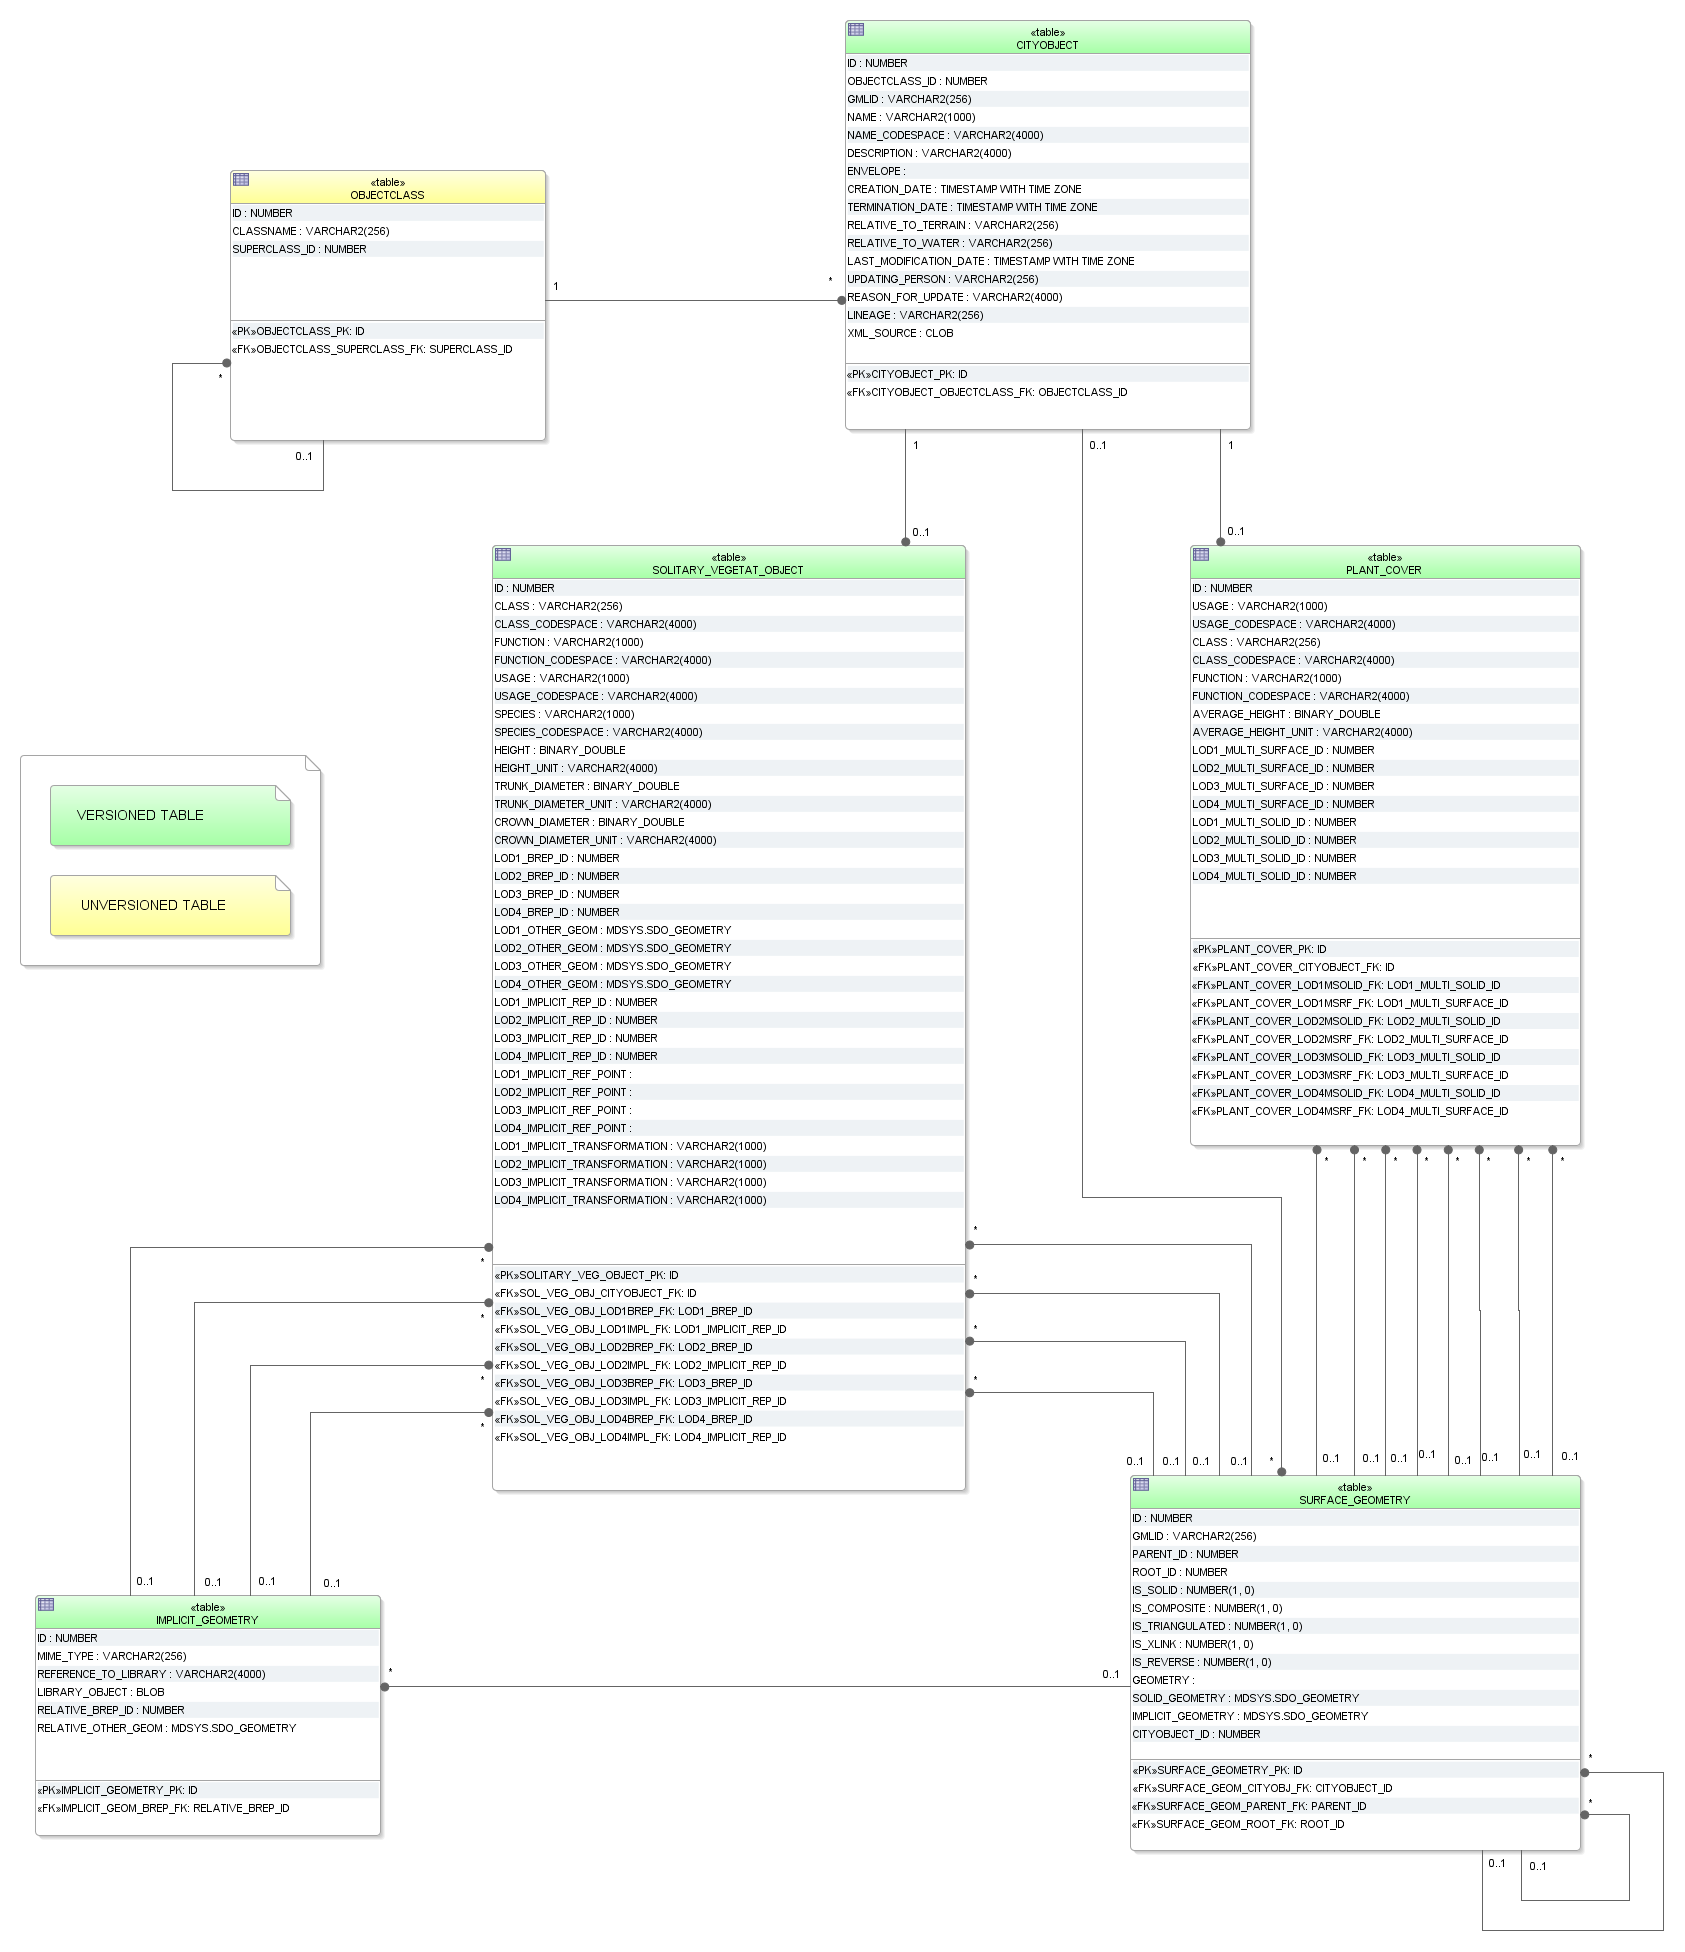 «table»
CITYOBJECT
ID : NUMBER
OBJECTCLASS_ID : NUMBER
GMLID : VARCHAR2(256)
NAME : VARCHAR2(1000)
NAME_CODESPACE : VARCHAR2(4000)
DESCRIPTION : VARCHAR2(4000)
ENVELOPE :
CREATION_DATE : TIMESTAMP WITH TIME ZONE
TERMINATION_DATE : TIMESTAMP WITH TIME ZONE
RELATIVE_TO_TERRAIN : VARCHAR2(256)
RELATIVE_TO_WATER : VARCHAR2(256)
LAST_MODIFICATION_DATE : TIMESTAMP WITH TIME ZONE
UPDATING_PERSON : VARCHAR2(256)
REASON_FOR_UPDATE : VARCHAR2(4000)
LINEAGE : VARCHAR2(256)
XML_SOURCE : CLOB
«PK»CITYOBJECT_PK: ID
«FK»CITYOBJECT_OBJECTCLASS_FK: OBJECTCLASS_ID
«table»
OBJECTCLASS
ID : NUMBER
CLASSNAME : VARCHAR2(256)
SUPERCLASS_ID : NUMBER
«PK»OBJECTCLASS_PK: ID
«FK»OBJECTCLASS_SUPERCLASS_FK: SUPERCLASS_ID
1
*
*
0..1
1
0..1
1
0..1
0..1
«table»
SOLITARY_VEGETAT_OBJECT
ID : NUMBER
CLASS : VARCHAR2(256)
CLASS_CODESPACE : VARCHAR2(4000)
FUNCTION : VARCHAR2(1000)
FUNCTION_CODESPACE : VARCHAR2(4000)
USAGE : VARCHAR2(1000)
USAGE_CODESPACE : VARCHAR2(4000)
SPECIES : VARCHAR2(1000)
SPECIES_CODESPACE : VARCHAR2(4000)
HEIGHT : BINARY_DOUBLE
HEIGHT_UNIT : VARCHAR2(4000)
TRUNK_DIAMETER : BINARY_DOUBLE
TRUNK_DIAMETER_UNIT : VARCHAR2(4000)
CROWN_DIAMETER : BINARY_DOUBLE
CROWN_DIAMETER_UNIT : VARCHAR2(4000)
LOD1_BREP_ID : NUMBER
LOD2_BREP_ID : NUMBER
LOD3_BREP_ID : NUMBER
LOD4_BREP_ID : NUMBER
LOD1_OTHER_GEOM : MDSYS.SDO_GEOMETRY
LOD2_OTHER_GEOM : MDSYS.SDO_GEOMETRY
LOD3_OTHER_GEOM : MDSYS.SDO_GEOMETRY
LOD4_OTHER_GEOM : MDSYS.SDO_GEOMETRY
LOD1_IMPLICIT_REP_ID : NUMBER
LOD2_IMPLICIT_REP_ID : NUMBER
LOD3_IMPLICIT_REP_ID : NUMBER
LOD4_IMPLICIT_REP_ID : NUMBER
LOD1_IMPLICIT_REF_POINT :
LOD2_IMPLICIT_REF_POINT :
LOD3_IMPLICIT_REF_POINT :
LOD4_IMPLICIT_REF_POINT :
LOD1_IMPLICIT_TRANSFORMATION : VARCHAR2(1000)
LOD2_IMPLICIT_TRANSFORMATION : VARCHAR2(1000)
LOD3_IMPLICIT_TRANSFORMATION : VARCHAR2(1000)
LOD4_IMPLICIT_TRANSFORMATION : VARCHAR2(1000)
«PK»SOLITARY_VEG_OBJECT_PK: ID
«FK»SOL_VEG_OBJ_CITYOBJECT_FK: ID
«FK»SOL_VEG_OBJ_LOD1BREP_FK: LOD1_BREP_ID
«FK»SOL_VEG_OBJ_LOD1IMPL_FK: LOD1_IMPLICIT_REP_ID
«FK»SOL_VEG_OBJ_LOD2BREP_FK: LOD2_BREP_ID
«FK»SOL_VEG_OBJ_LOD2IMPL_FK: LOD2_IMPLICIT_REP_ID
«FK»SOL_VEG_OBJ_LOD3BREP_FK: LOD3_BREP_ID
«FK»SOL_VEG_OBJ_LOD3IMPL_FK: LOD3_IMPLICIT_REP_ID
«FK»SOL_VEG_OBJ_LOD4BREP_FK: LOD4_BREP_ID
«FK»SOL_VEG_OBJ_LOD4IMPL_FK: LOD4_IMPLICIT_REP_ID
«table»
PLANT_COVER
ID : NUMBER
USAGE : VARCHAR2(1000)
USAGE_CODESPACE : VARCHAR2(4000)
CLASS : VARCHAR2(256)
CLASS_CODESPACE : VARCHAR2(4000)
FUNCTION : VARCHAR2(1000)
FUNCTION_CODESPACE : VARCHAR2(4000)
AVERAGE_HEIGHT : BINARY_DOUBLE
AVERAGE_HEIGHT_UNIT : VARCHAR2(4000)
LOD1_MULTI_SURFACE_ID : NUMBER
LOD2_MULTI_SURFACE_ID : NUMBER
LOD3_MULTI_SURFACE_ID : NUMBER
LOD4_MULTI_SURFACE_ID : NUMBER
LOD1_MULTI_SOLID_ID : NUMBER
LOD2_MULTI_SOLID_ID : NUMBER
LOD3_MULTI_SOLID_ID : NUMBER
LOD4_MULTI_SOLID_ID : NUMBER
«PK»PLANT_COVER_PK: ID
«FK»PLANT_COVER_CITYOBJECT_FK: ID
«FK»PLANT_COVER_LOD1MSOLID_FK: LOD1_MULTI_SOLID_ID
«FK»PLANT_COVER_LOD1MSRF_FK: LOD1_MULTI_SURFACE_ID
«FK»PLANT_COVER_LOD2MSOLID_FK: LOD2_MULTI_SOLID_ID
«FK»PLANT_COVER_LOD2MSRF_FK: LOD2_MULTI_SURFACE_ID
«FK»PLANT_COVER_LOD3MSOLID_FK: LOD3_MULTI_SOLID_ID
«FK»PLANT_COVER_LOD3MSRF_FK: LOD3_MULTI_SURFACE_ID
«FK»PLANT_COVER_LOD4MSOLID_FK: LOD4_MULTI_SOLID_ID
«FK»PLANT_COVER_LOD4MSRF_FK: LOD4_MULTI_SURFACE_ID
VERSIONED TABLE
UNVERSIONED TABLE
* * * * * * * *
*
*
*
*
*
*
*
*
0..1 0..1 0..1 0..1 * 0..1 0..1 0..1 0..1 0..1 0..1 0..1 0..1
0..1 0..1 0..1 0..1
«table»
IMPLICIT_GEOMETRY
ID : NUMBER
MIME_TYPE : VARCHAR2(256)
REFERENCE_TO_LIBRARY : VARCHAR2(4000)
LIBRARY_OBJECT : BLOB
RELATIVE_BREP_ID : NUMBER
RELATIVE_OTHER_GEOM : MDSYS.SDO_GEOMETRY
«PK»IMPLICIT_GEOMETRY_PK: ID
«FK»IMPLICIT_GEOM_BREP_FK: RELATIVE_BREP_ID
*
0..1
«table»
SURFACE_GEOMETRY
ID : NUMBER
GMLID : VARCHAR2(256)
PARENT_ID : NUMBER
ROOT_ID : NUMBER
IS_SOLID : NUMBER(1, 0)
IS_COMPOSITE : NUMBER(1, 0)
IS_TRIANGULATED : NUMBER(1, 0)
IS_XLINK : NUMBER(1, 0)
IS_REVERSE : NUMBER(1, 0)
GEOMETRY :
SOLID_GEOMETRY : MDSYS.SDO_GEOMETRY
IMPLICIT_GEOMETRY : MDSYS.SDO_GEOMETRY
CITYOBJECT_ID : NUMBER
«PK»SURFACE_GEOMETRY_PK: ID
«FK»SURFACE_GEOM_CITYOBJ_FK: CITYOBJECT_ID
«FK»SURFACE_GEOM_PARENT_FK: PARENT_ID
«FK»SURFACE_GEOM_ROOT_FK: ROOT_ID
*
*
0..1
0..1